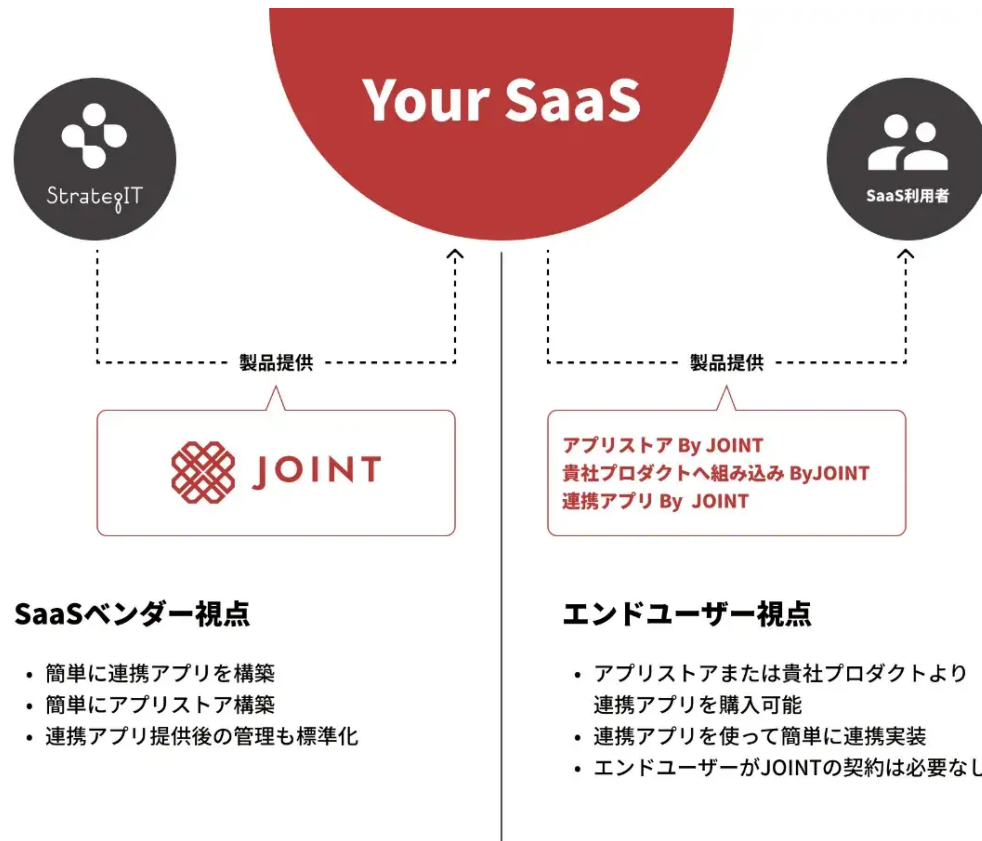 Your SaaS
StrategIT
SaaS利用者
製品提供
製品提供
JOINT
アプリストア By JOINT
貴社プロダクトへ組み込み ByJOINT
連携アプリ By JOINT
SaaSベンダー視点
• 簡単に連携アプリを構築
• 簡単にアプリストア構築
• 連携アプリ提供後の管理も標準化
エンドユーザー視点
• アプリストアまたは貴社プロダクトより
連携アプリを購入可能
• 連携アプリを使って簡単に連携実装
• エンドユーザーがJOINTの契約は必要なし